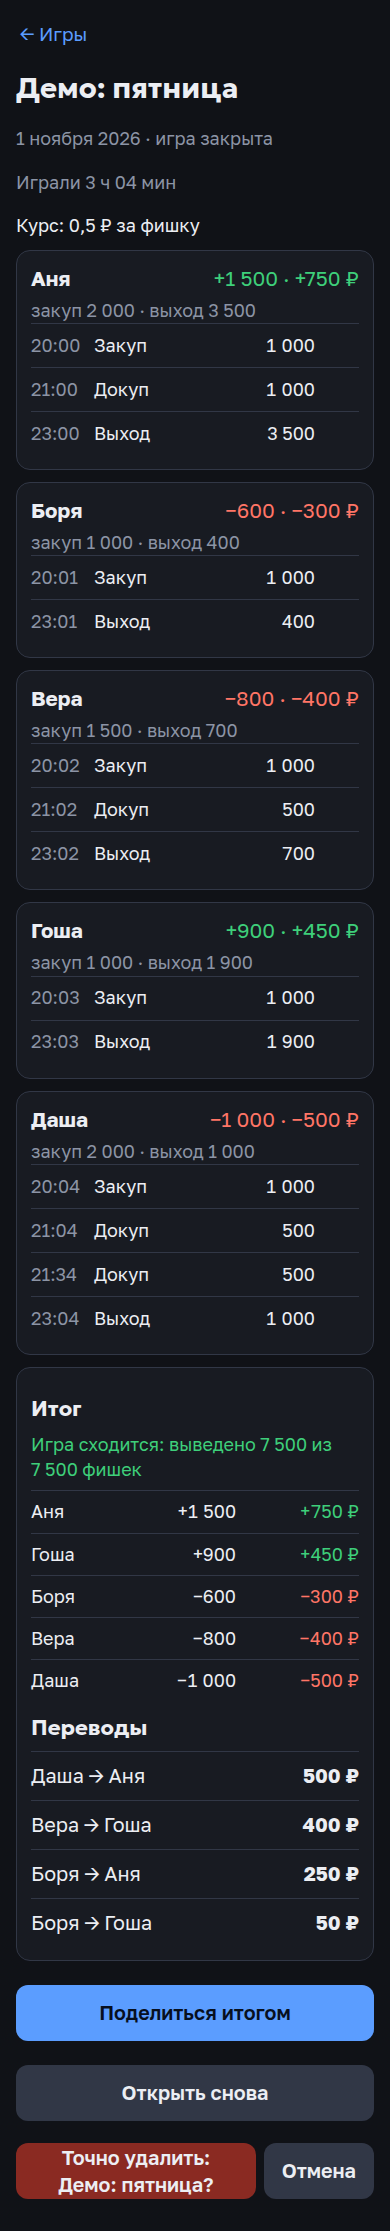 ← Игры
Демо: пятница
1 ноября 2026 · игра закрыта
Играли 3 ч 04 мин
Курс: 0,5 ₽ за фишку
Аня +1 500 · +750 ₽
закуп 2 000 · выход 3 500
20:00 Закуп 1 000
21:00 Докуп 1 000
23:00 Выход 3 500
Боря −600 · −300 ₽
закуп 1 000 · выход 400
20:01 Закуп 1 000
23:01 Выход 400
Вера −800 · −400 ₽
закуп 1 500 · выход 700
20:02 Закуп 1 000
21:02 Докуп 500
23:02 Выход 700
Гоша +900 · +450 ₽
закуп 1 000 · выход 1 900
20:03 Закуп 1 000
23:03 Выход 1 900
Даша −1 000 · −500 ₽
закуп 2 000 · выход 1 000
20:04 Закуп 1 000
21:04 Докуп 500
21:34 Докуп 500
23:04 Выход 1 000
Итог
Игра сходится: выведено 7 500 из
7 500 фишек
Аня +1 500 +750 ₽
Гоша +900 +450 ₽
Боря −600 −300 ₽
Вера −800 −400 ₽
Даша −1 000 −500 ₽
Переводы
Даша → Аня 500 ₽
Вера → Гоша 400 ₽
Боря → Аня 250 ₽
Боря → Гоша 50 ₽
Поделиться итогом
Открыть снова
Точно удалить:
Демо: пятница?
Отмена